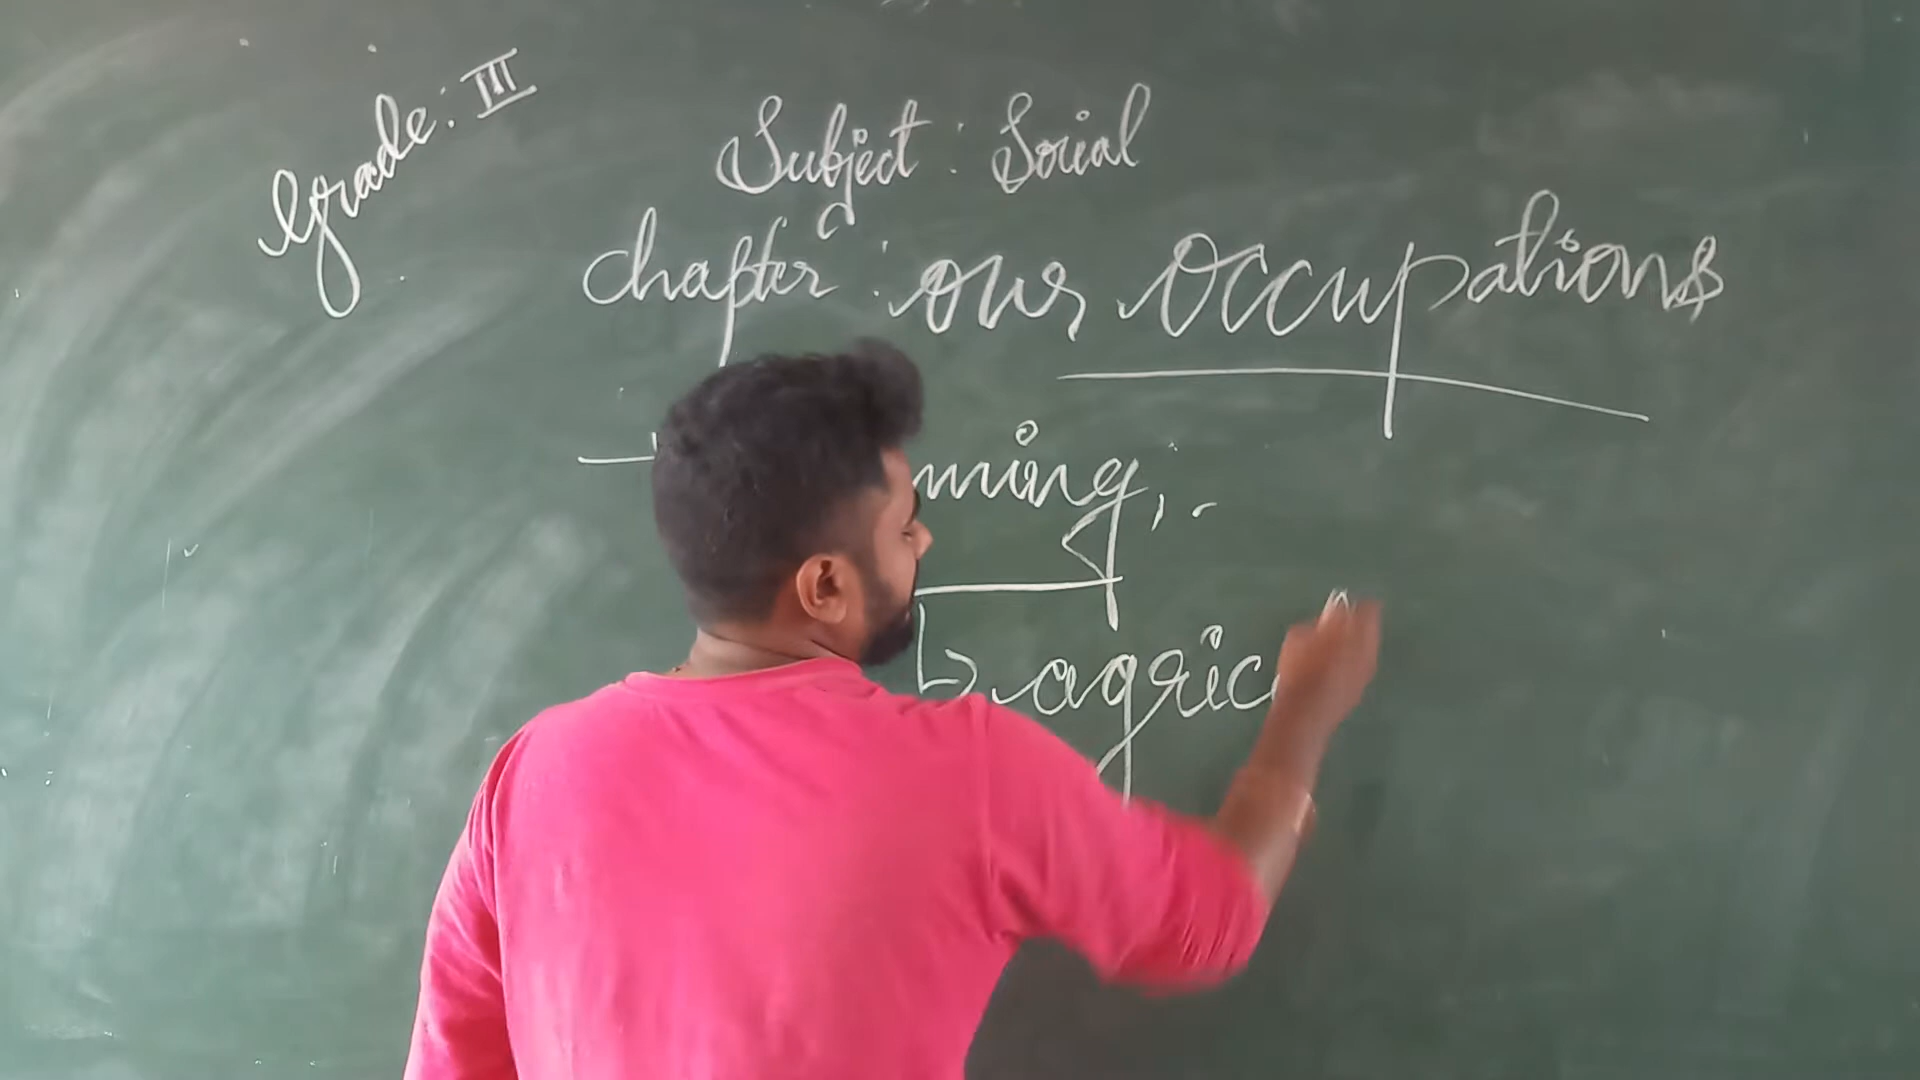 Grade: III
Subject: Social
chapter: our occupations
ming,.-
agric